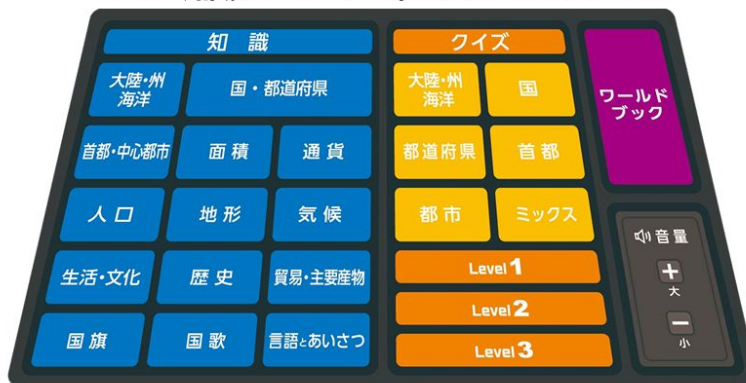 知識
大陸・州
海洋
国・都道府県
首都・中心都市
面積
通貨
人口
地形
気候
生活・文化
歴史
貿易・主要産物
国旗
国歌
言語とあいさつ
クイズ
大陸・州
海洋
国
都道府県
首都
都市
ミックス
Level 1
Level 2
Level 3
ワールド
ブック
音量
+
大
−
小